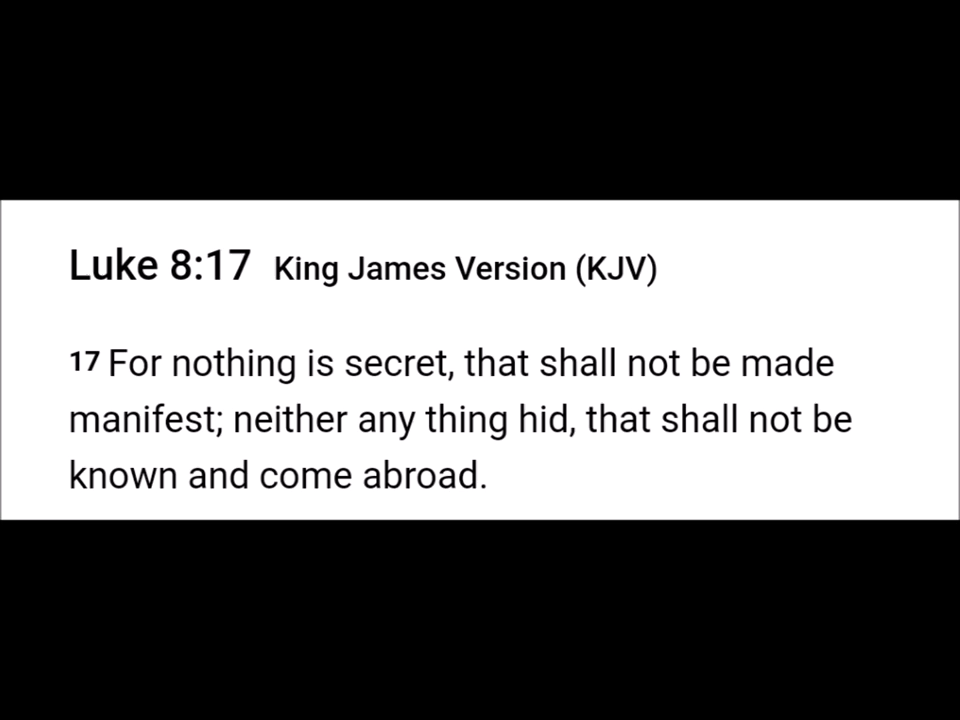 Luke 8:17 King James Version (KJV)
17 For nothing is secret, that shall not be made
manifest; neither any thing hid, that shall not be
known and come abroad.